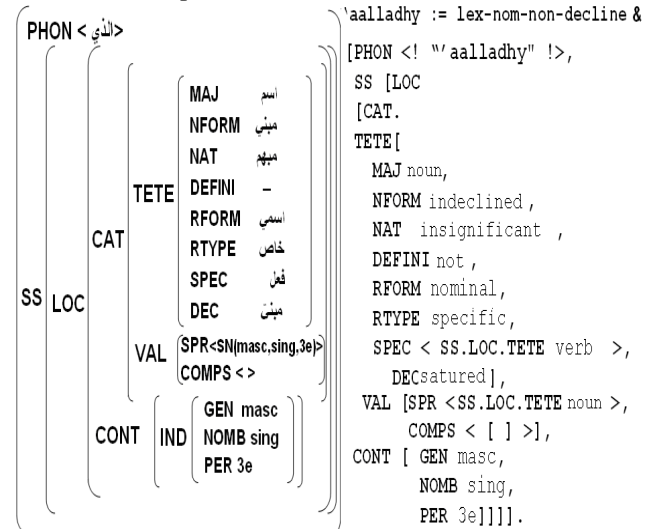 PHON < الذي>
SS
LOC
CAT
TETE
MAJ اسم
NFORM مبني
NAT مبهم
DEFINI –
RFORM اسمي
RTYPE خاص
SPEC فعل
DEC مبني
VAL
SPR<SN(masc,sing,3e)>
COMPS < >
CONT
IND
GEN masc
NOMB sing
PER 3e
'aalladhy := lex-nom-non-decline &
[PHON <! "'aalladhy" !>,
SS [LOC
[CAT.
TETE[
MAJ noun,
NFORM indeclined ,
NAT insignificant ,
DEFINI not ,
RFORM nominal,
RTYPE specific,
SPEC < SS.LOC.TETE verb >,
DECsatured],
VAL [SPR <SS.LOC.TETE noun >,
COMPS < [ ] >],
CONT [ GEN masc,
NOMB sing,
PER 3e]]]].